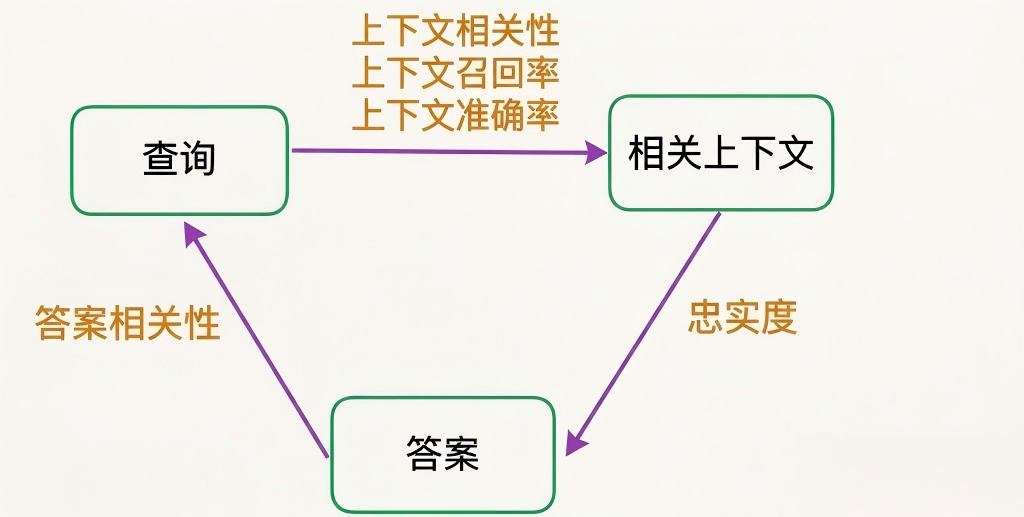 上下文相关性
上下文召回率
上下文准确率
查询
相关上下文
答案相关性
忠实度
答案